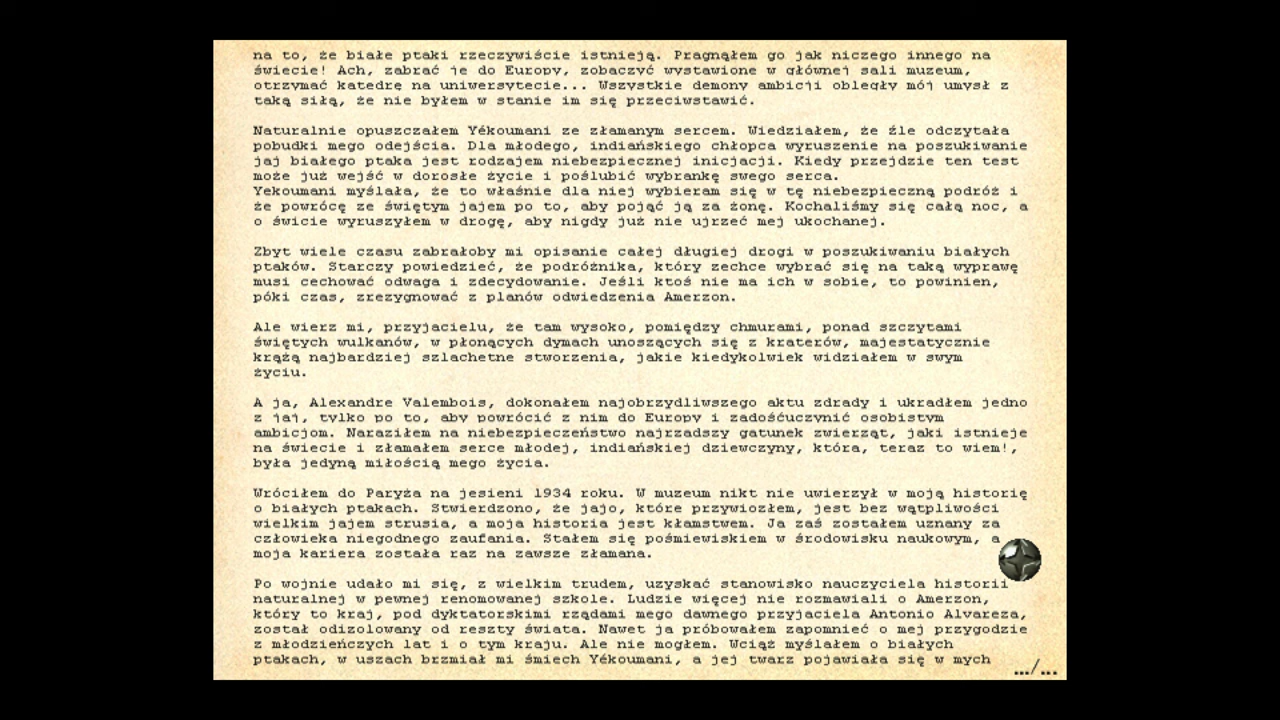 na to, że białe ptaki rzeczywiście istnieją. Pragnąłem go jak niczego innego na
świecie! Ach, zabrać je do Europy, zobaczyć wystawione w głównej sali muzeum,
otrzymać katedrę na uniwersytecie... Wszystkie demony ambicji obległy mój umysł z
taką siłą, że nie byłem w stanie im się przeciwstawić.
Naturalnie opuszczałem Yékoumani ze złamanym sercem. Wiedziałem, że źle odczytała
pobudki mego odejścia. Dla młodego, indiańskiego chłopca wyruszenie na poszukiwanie
jaj białego ptaka jest rodzajem niebezpiecznej inicjacji. Kiedy przejdzie ten test
może już wejść w dorosłe życie i poślubić wybrankę swego serca.
Yekoumani myślała, że to właśnie dla niej wybieram się w tę niebezpieczną podróż i
że powrócę ze świętym jajem po to, aby pojąć ją za żonę. Kochaliśmy się całą noc, a
o świcie wyruszyłem w drogę, aby nigdy już nie ujrzeć mej ukochanej.
Zbyt wiele czasu zabrałoby mi opisanie całej długiej drogi w poszukiwaniu białych
ptaków. Starczy powiedzieć, że podróżnika, który zechce wybrać się na taką wyprawę
musi cechować odwaga i zdecydowanie. Jeśli ktoś nie ma ich w sobie, to powinien,
póki czas, zrezygnować z planów odwiedzenia Amerzon.
Ale wierz mi, przyjacielu, że tam wysoko, pomiędzy chmurami, ponad szczytami
świętych wulkanów, w płonących dymach unoszących się z kraterów, majestatycznie
krążą najbardziej szlachetne stworzenia, jakie kiedykolwiek widziałem w swym
życiu.
A ja, Alexandre Valembois, dokonałem najobrzydliwszego aktu zdrady i ukradłem jedno
z jaj, tylko po to, aby powrócić z nim do Europy i zadośćuczynić osobistym
ambicjom. Naraziłem na niebezpieczeństwo najrzadszy gatunek zwierząt, jaki istnieje
na świecie i złamałem serce młodej, indiańskiej dziewczyny, która, teraz to wiem!,
była jedyną miłością mego życia.
Wróciłem do Paryża na jesieni 1934 roku. W muzeum nikt nie uwierzył w moją historię
o białych ptakach. Stwierdzono, że jajo, które przywiozłem, jest bez wątpliwości
wielkim jajem strusia, a moja historia jest kłamstwem. Ja zaś zostałem uznany za
człowieka niegodnego zaufania. Stałem się pośmiewiskiem w środowisku naukowym, a
moja kariera została raz na zawsze złamana.
Po wojnie udało mi się, z wielkim trudem, uzyskać stanowisko nauczyciela historii
naturalnej w pewnej renomowanej szkole. Ludzie więcej nie rozmawiali o Amerzon,
który to kraj, pod dyktatorskimi rządami mego dawnego przyjaciela Antonio Alvareza,
został odizolowany od reszty świata. Nawet ja próbowałem zapomnieć o mej przygodzie
z młodzieńczych lat i o tym kraju. Ale nie mogłem. Wciąż myślałem o białych
ptakach, w uszach brzmiał mi śmiech Yékoumani, a jej twarz pojawiała się w mych
.../...